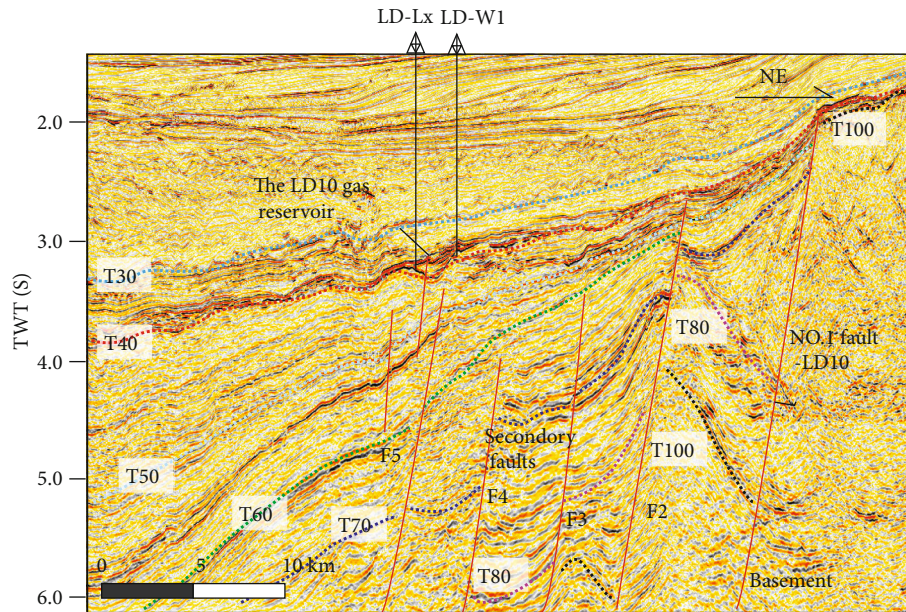 LD-Lx LD-W1
NE
2.0
T100
The LD10 gas
reservoir
3.0
T30
TWT (S)
T40
T80
NO.1 fault
-LD10
4.0
Secondory
faults
T100
F5
T50
5.0
F4
T60
T70
F3
F2
0 5 10 km
T80
Basement
6.0